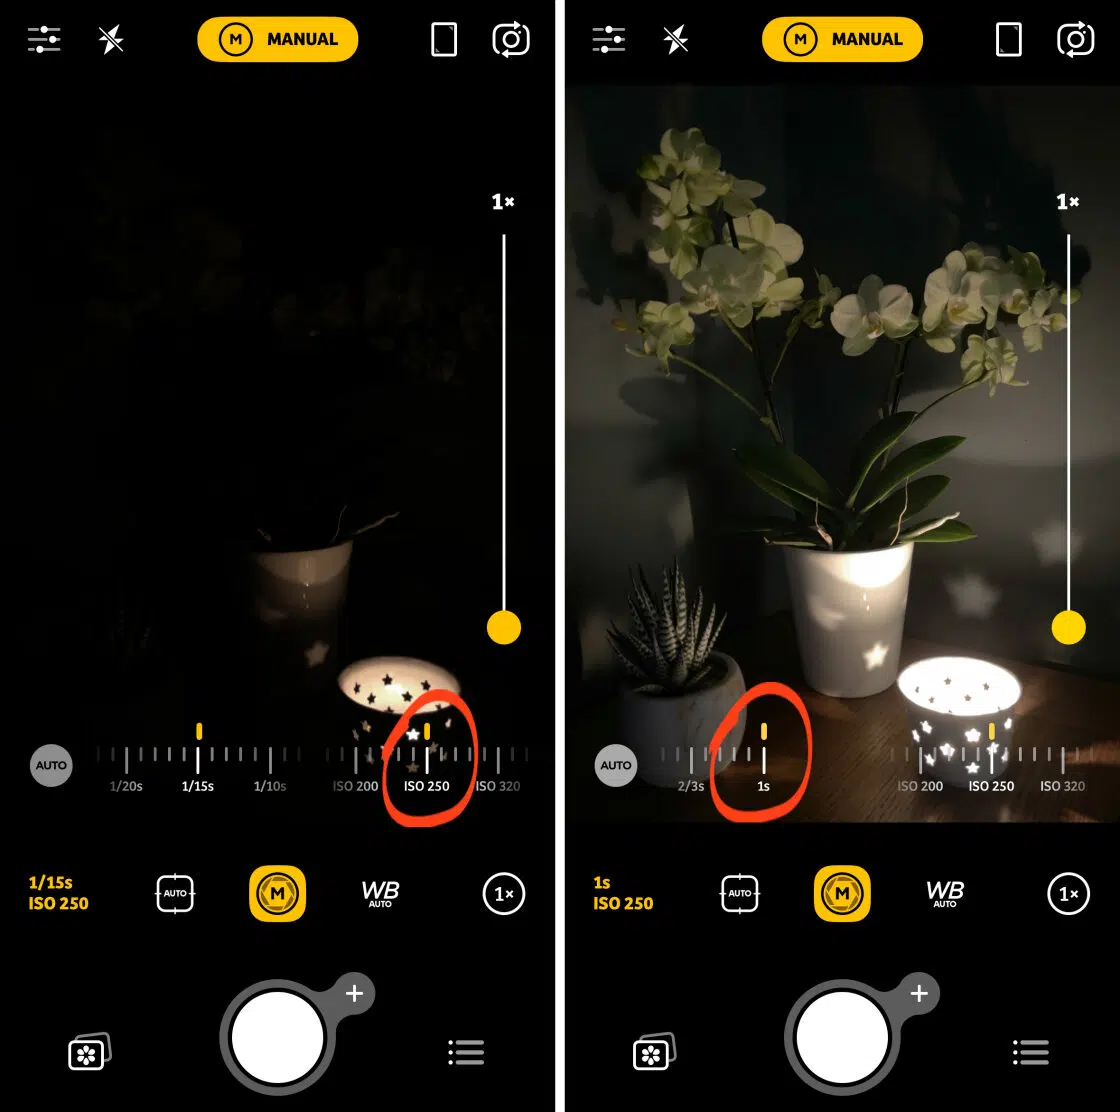 M MANUAL
1×
AUTO
1/20s 1/15s 1/10s
ISO 200 ISO 250 ISO 320
1/15s
ISO 250
AUTO
M
WB
AUTO
1×
M MANUAL
1×
AUTO
2/3s 1s
ISO 200 ISO 250 ISO 320
1s
ISO 250
AUTO
M
WB
AUTO
1×